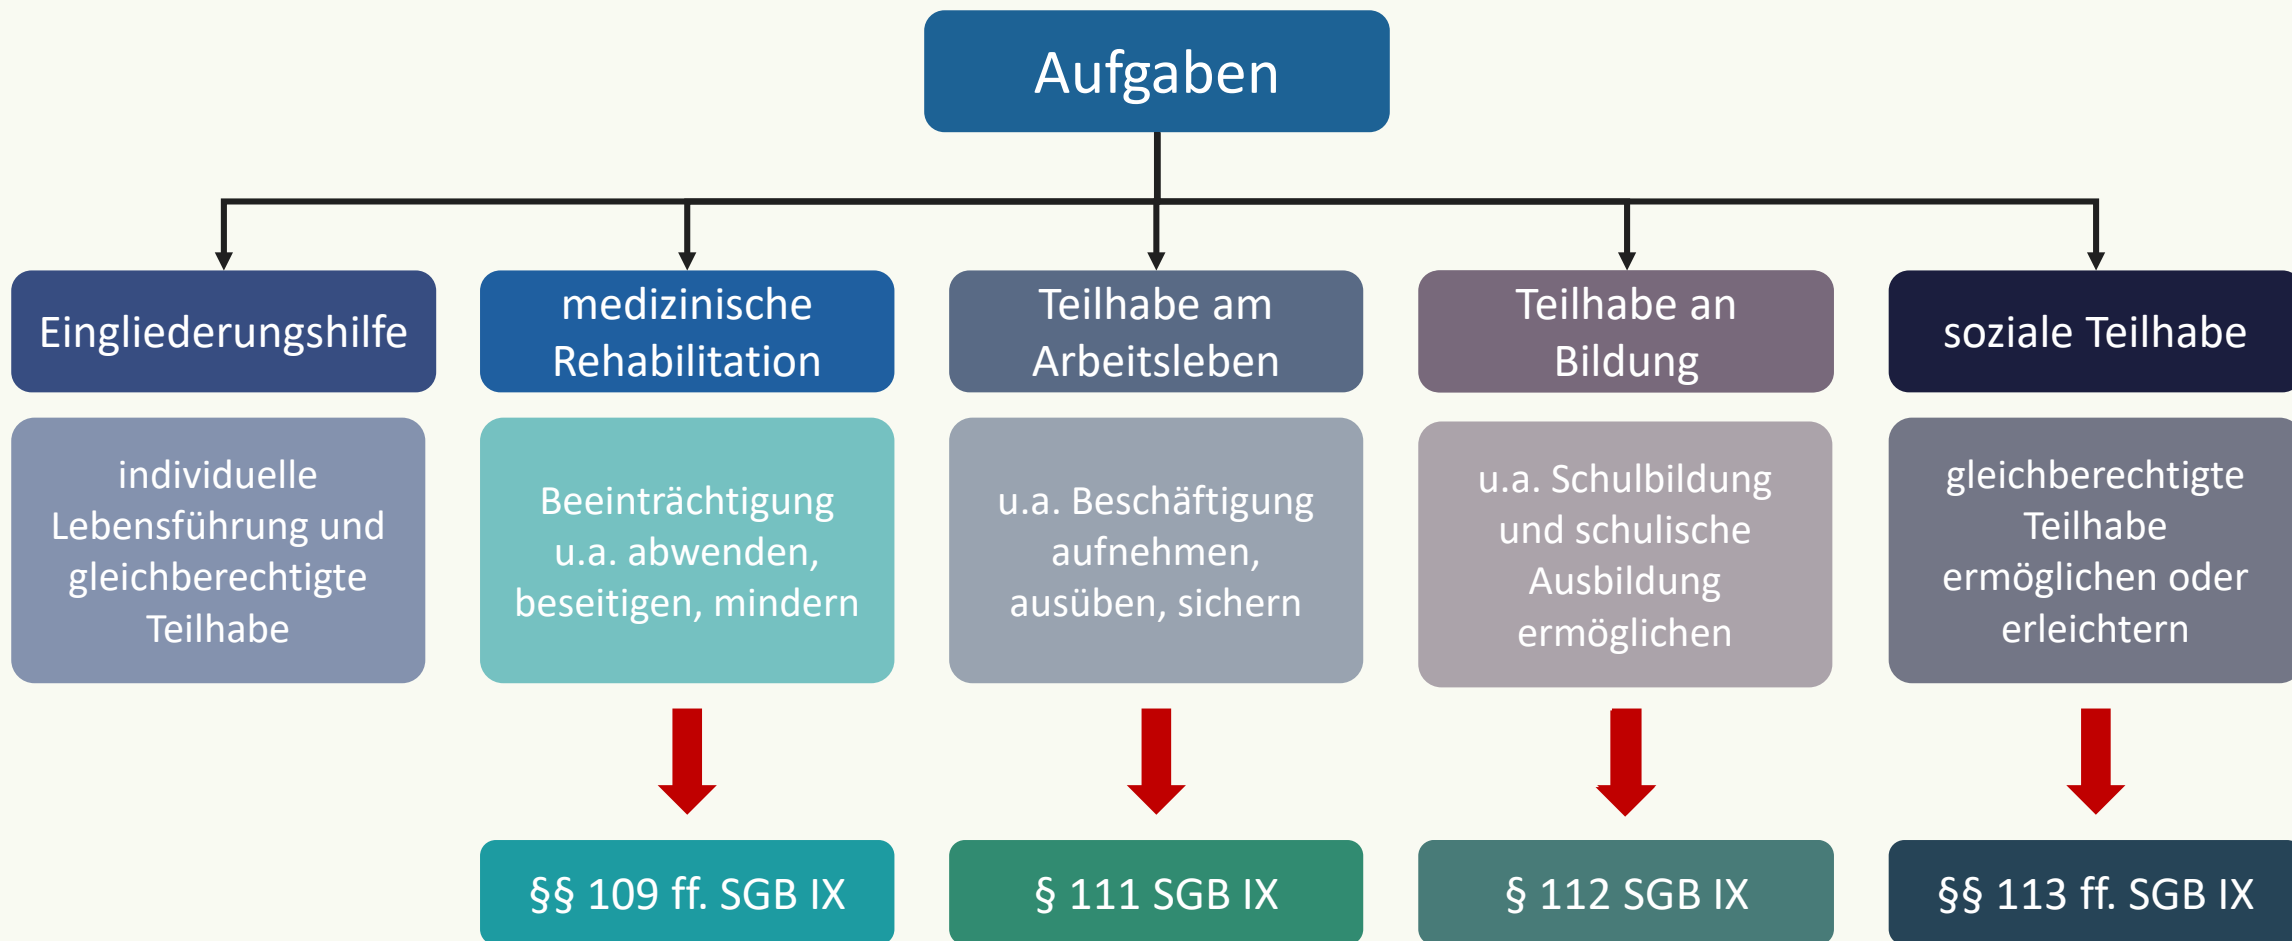 Aufgaben
Eingliederungshilfe
medizinische
Rehabilitation
Teilhabe am
Arbeitsleben
Teilhabe an
Bildung
soziale Teilhabe
individuelle
Lebensführung und
gleichberechtigte
Teilhabe
Beeinträchtigung
u.a. abwenden,
beseitigen, mindern
u.a. Beschäftigung
aufnehmen,
ausüben, sichern
u.a. Schulbildung
und schulische
Ausbildung
ermöglichen
gleichberechtigte
Teilhabe
ermöglichen oder
erleichtern
§§ 109 ff. SGB IX
§ 111 SGB IX
§ 112 SGB IX
§§ 113 ff. SGB IX